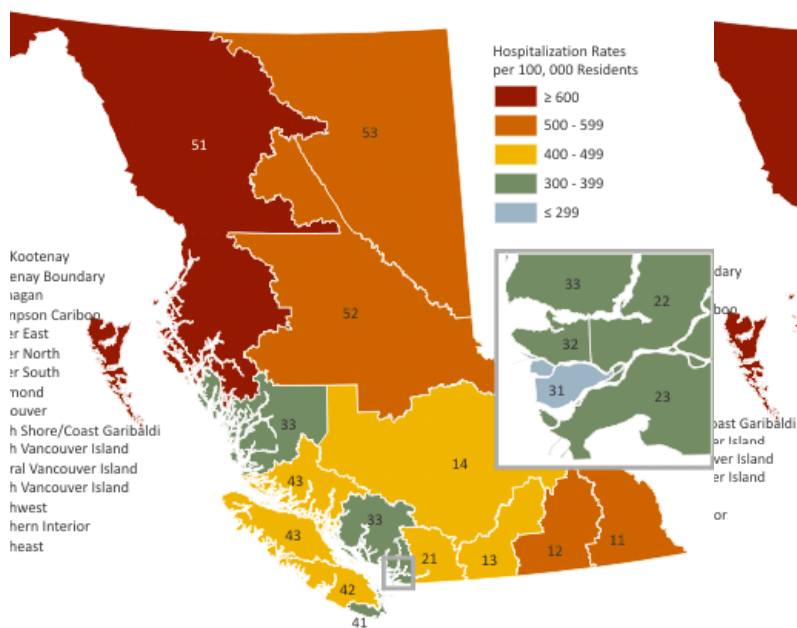 Hospitalization Rates
per 100, 000 Residents
≥ 600
500 - 599
400 - 499
300 - 399
≤ 299
51
53
52
33
14
43
33
43
21
13
12
11
42
41
33
22
32
31
23
Kootenay
enay Boundary
agan
mpson Cariboo
er East
er North
er South
mond
ouver
h Shore/Coast Garibaldi
h Vancouver Island
ral Vancouver Island
h Vancouver Island
hwest
hern Interior
heast
dary
boo
oast Garibaldi
er Island
ver Island
er Island
or